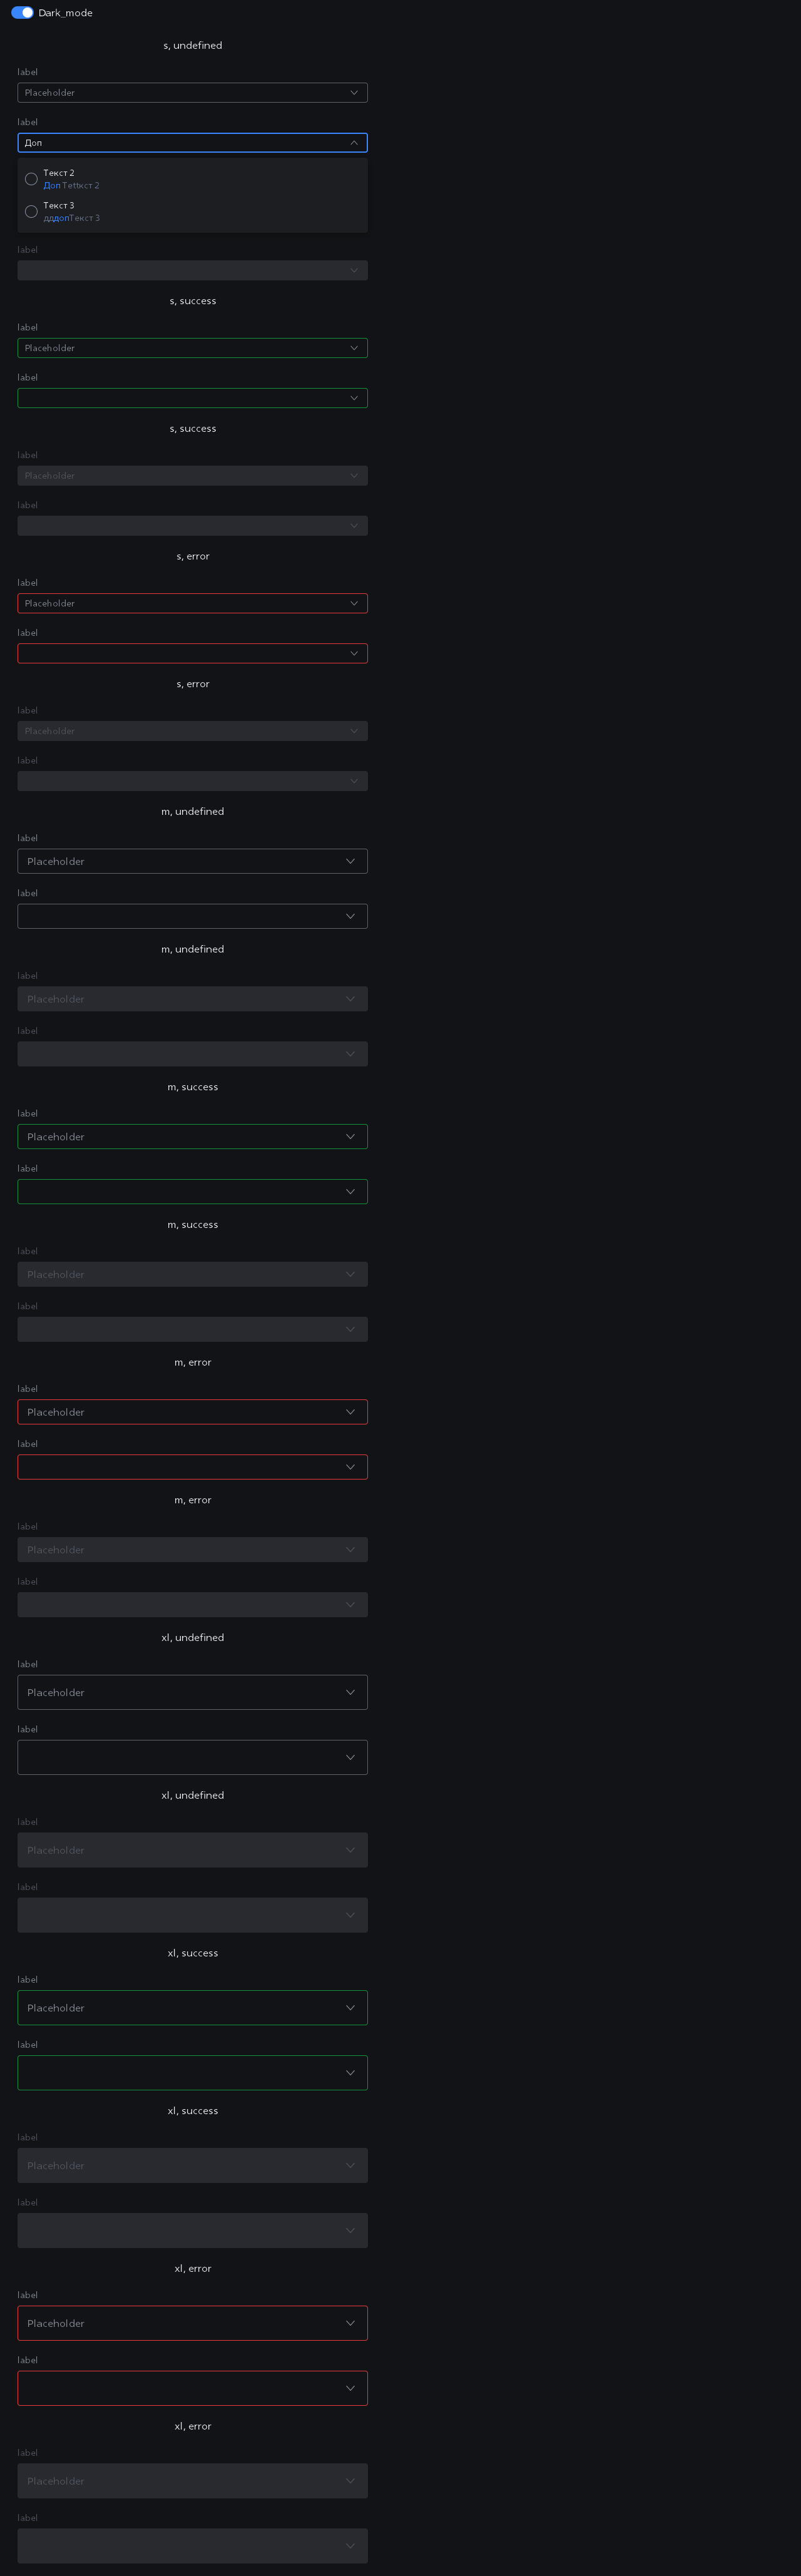 Dark_mode
s, undefined
label
Placeholder
label
Доп
Текст 2
Доп Tettкст 2
Текст 3
дддопТекст 3
label
s, success
label
Placeholder
label
s, success
label
Placeholder
label
s, error
label
Placeholder
label
s, error
label
Placeholder
label
m, undefined
label
Placeholder
label
m, undefined
label
Placeholder
label
m, success
label
Placeholder
label
m, success
label
Placeholder
label
m, error
label
Placeholder
label
m, error
label
Placeholder
label
xl, undefined
label
Placeholder
label
xl, undefined
label
Placeholder
label
xl, success
label
Placeholder
label
xl, success
label
Placeholder
label
xl, error
label
Placeholder
label
xl, error
label
Placeholder
label